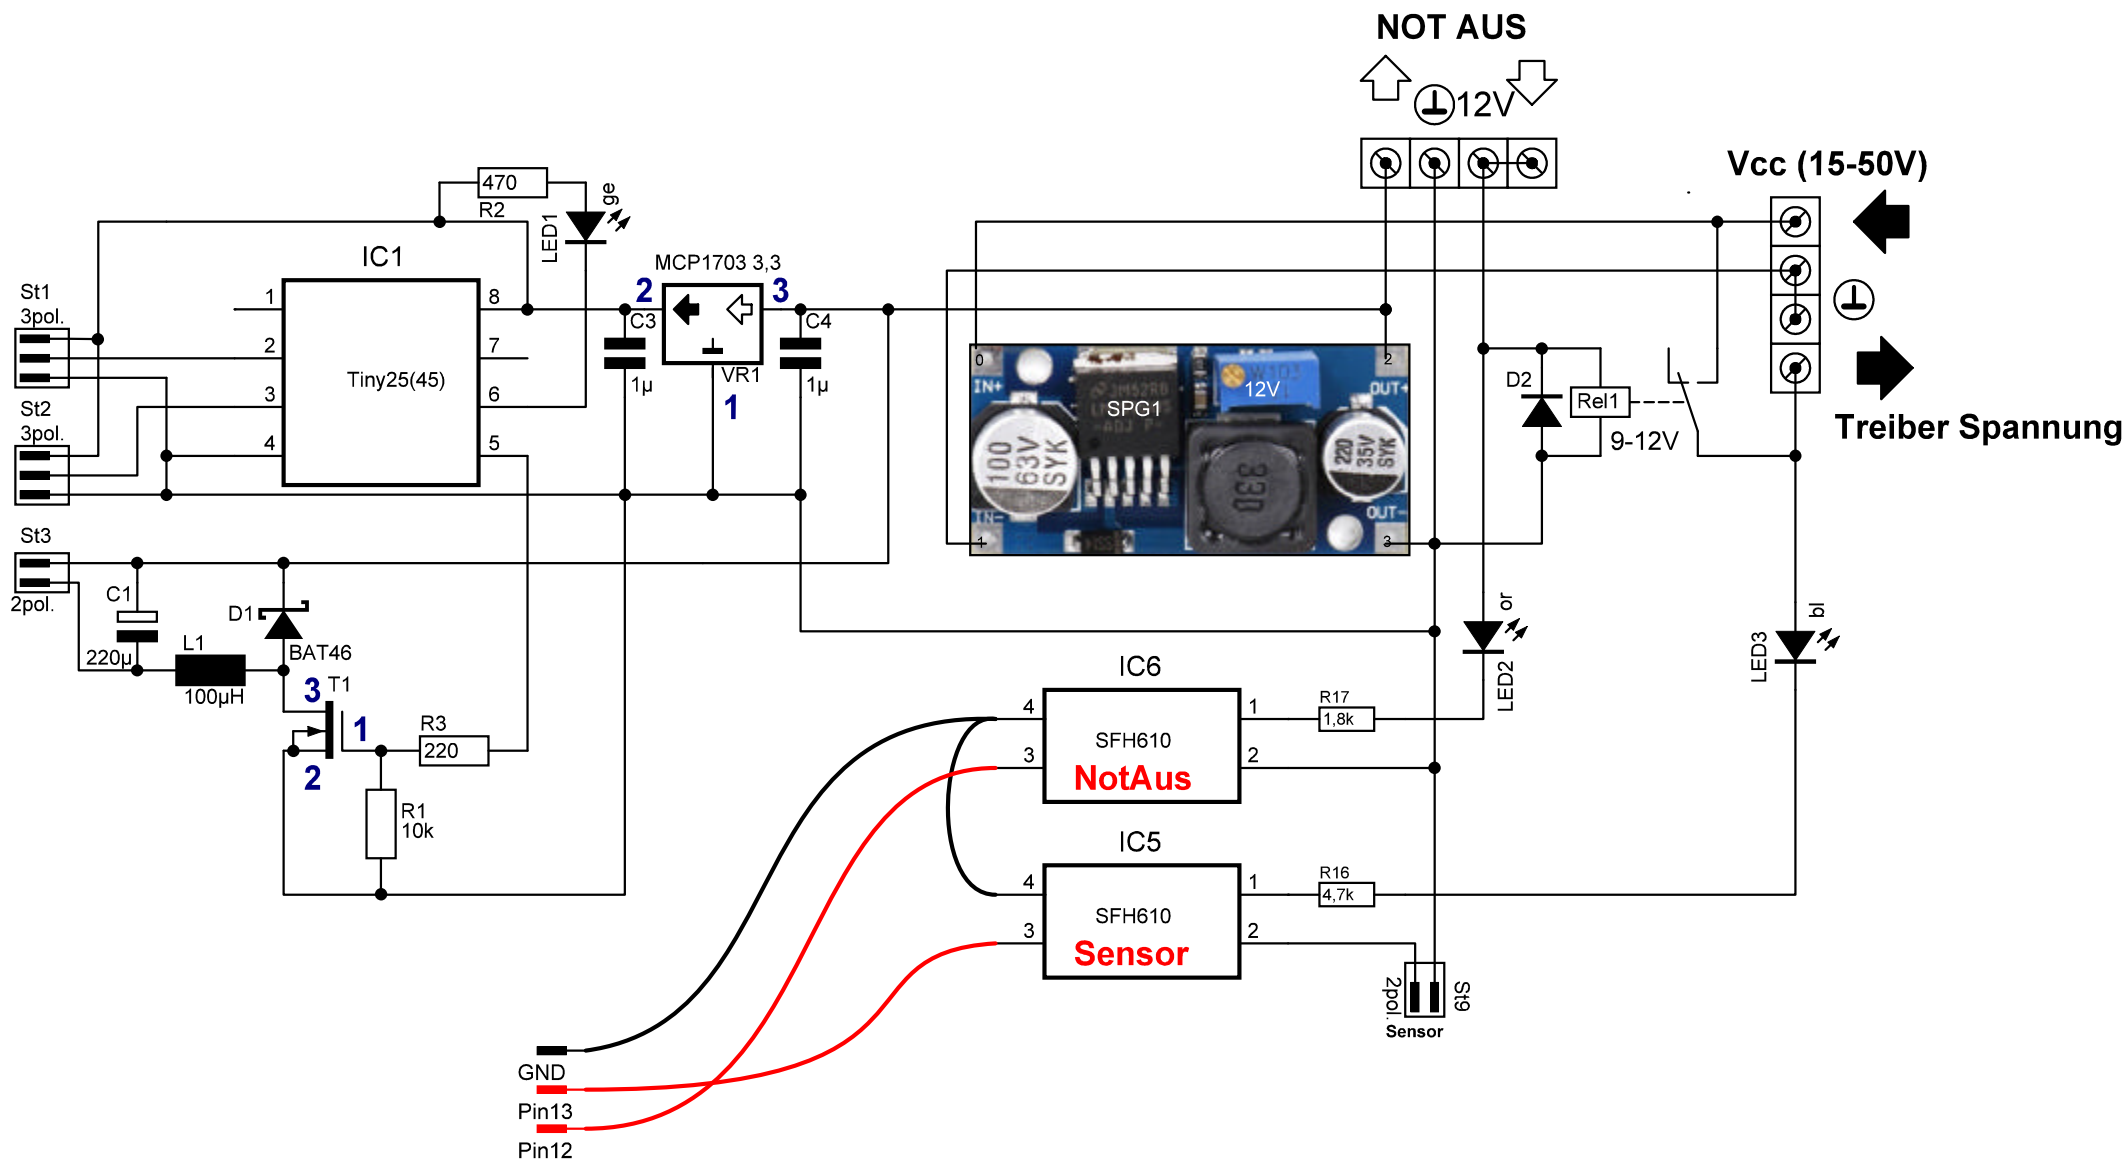 NOT AUS
12V
Vcc (15-50V)
470
R2
ge
LED1
IC1
MCP1703 3,3
2
3
C3
C4
1µ
VR1
1µ
1
St1
3pol.
1
2
3
4
8
7
6
5
Tiny25(45)
St2
3pol.
St3
2pol.
C1
220µ
D1
BAT46
L1
100µH
3
T1
1
2
R3
220
R1
10k
0
IN+
2
OUT+
12V
SPG1
-ADJ P-
100
63V
SYK
330
220
35V
SYK
IN-
1
OUT-
3
D2
Rel1
9-12V
Treiber Spannung
or
LED2
bl
LED3
IC6
4
3
1
2
SFH610
NotAus
R17
1,8k
IC5
4
3
1
2
SFH610
Sensor
R16
4,7k
2pol.
St9
Sensor
GND
Pin13
Pin12